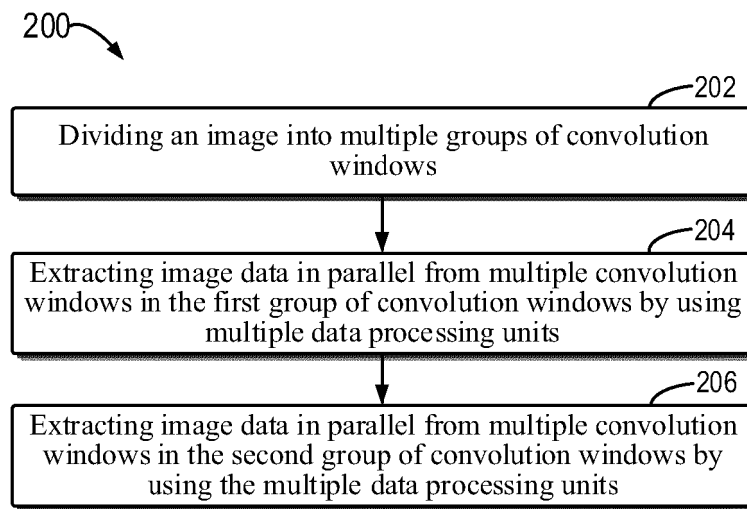 200
202
Dividing an image into multiple groups of convolution
windows
204
Extracting image data in parallel from multiple convolution
windows in the first group of convolution windows by using
multiple data processing units
206
Extracting image data in parallel from multiple convolution
windows in the second group of convolution windows by
using the multiple data processing units